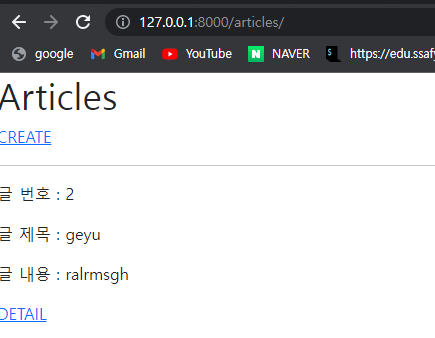 127.0.0.1:8000/articles/
google Gmail YouTube NAVER https://edu.ssafy
Articles
CREATE
글 번호 : 2
글 제목 : geyu
글 내용 : ralrmsgh
DETAIL